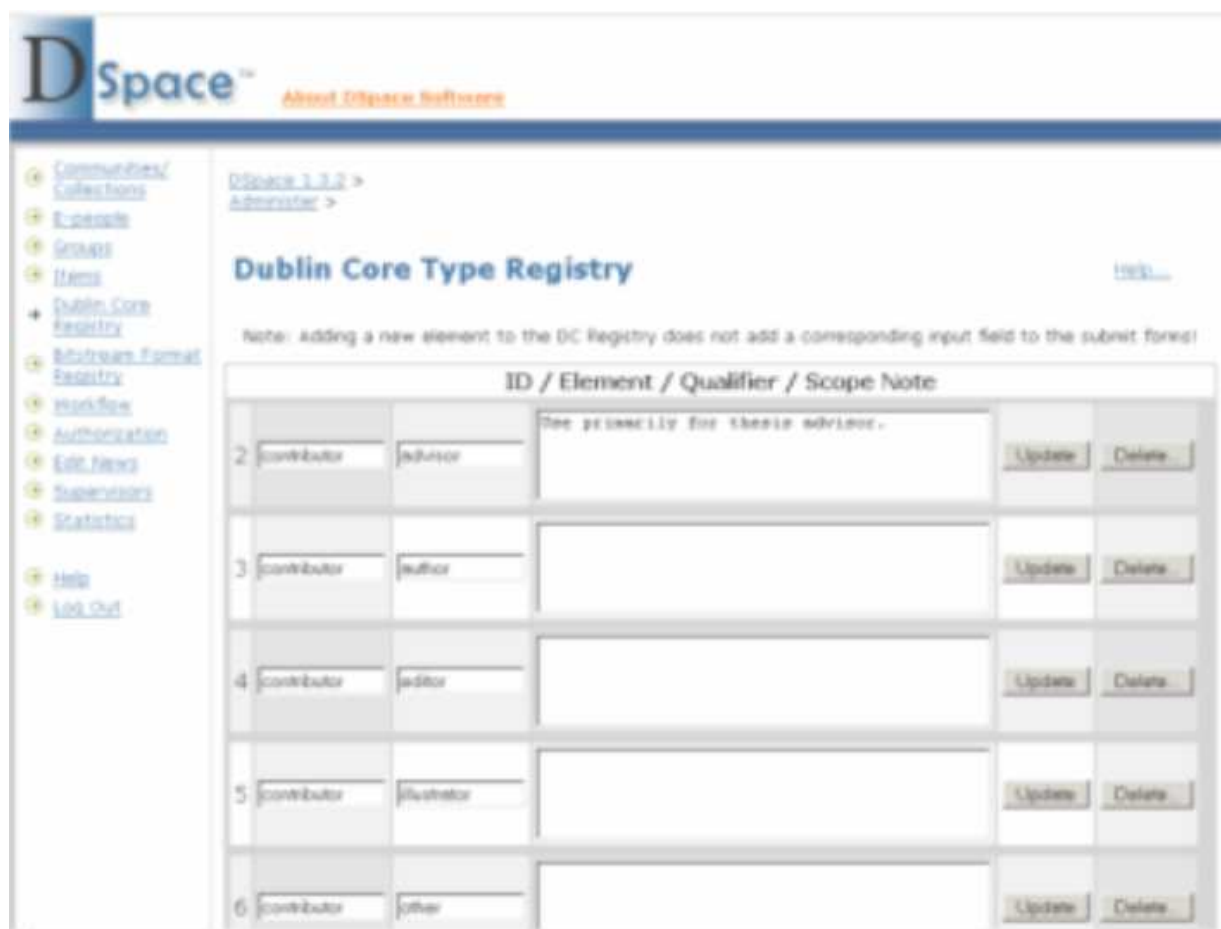 DSpace™
About DSpace Software
Communities/
Collections
E-people
Groups
Items
Dublin Core
Registry
Bitstream Format
Registry
Workflow
Authorization
Edit News
Supervisors
Statistics
Help
Log Out
DSpace 1.3.2 >
Administer >
Dublin Core Type Registry
Help...
Note: Adding a new element to the DC Registry does not add a corresponding input field to the submit forms!
ID / Element / Qualifier / Scope Note
2 contributor advisor Use primarily for thesis advisor. Update Delete...
3 contributor author Update Delete...
4 contributor editor Update Delete...
5 contributor illustrator Update Delete...
6 contributor other Update Delete...